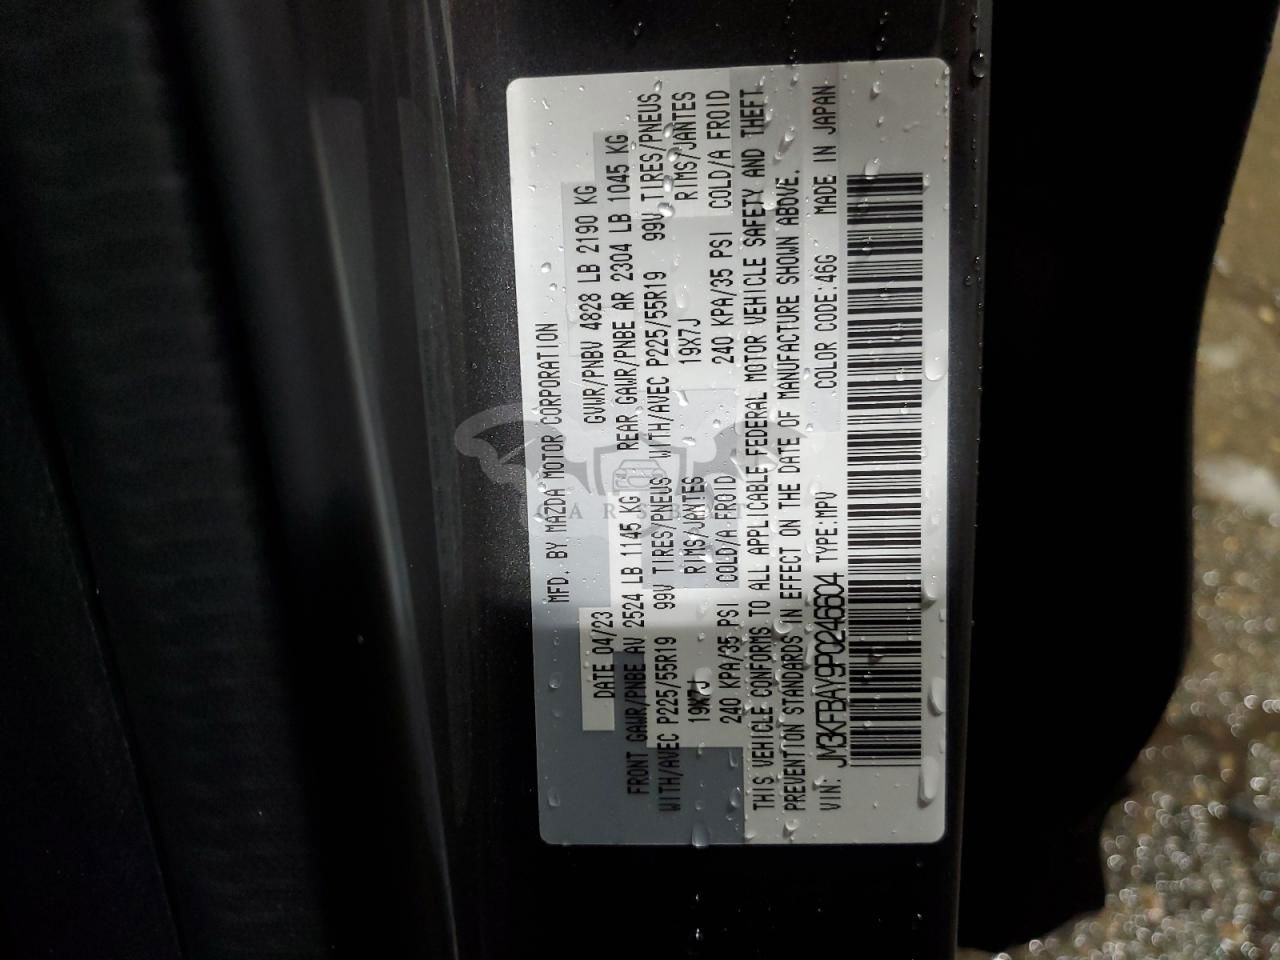 MFD. BY MAZDA MOTOR CORPORATION
DATE 04/23 GVWR/PNBV 4828 LB 2190 KG
FRONT GAWR/PNBE AV 2524 LB 1145 KG REAR GAWR/PNBE AR 2304 LB 1045 KG
WITH/AVEC P225/55R19 99V TIRES/PNEUS WITH/AVEC P225/55R19 99V TIRES/PNEUS
19X7J RIMS/JANTES 19X7J RIMS/JANTES
240 KPA/35 PSI COLD/A FROID 240 KPA/35 PSI COLD/A FROID
THIS VEHICLE CONFORMS TO ALL APPLICABLE FEDERAL MOTOR VEHICLE SAFETY AND THEFT
PREVENTION STANDARDS IN EFFECT ON THE DATE OF MANUFACTURE SHOWN ABOVE.
VIN: JM3KFBAY9P0246604 TYPE:MPV COLOR CODE:46G MADE IN JAPAN